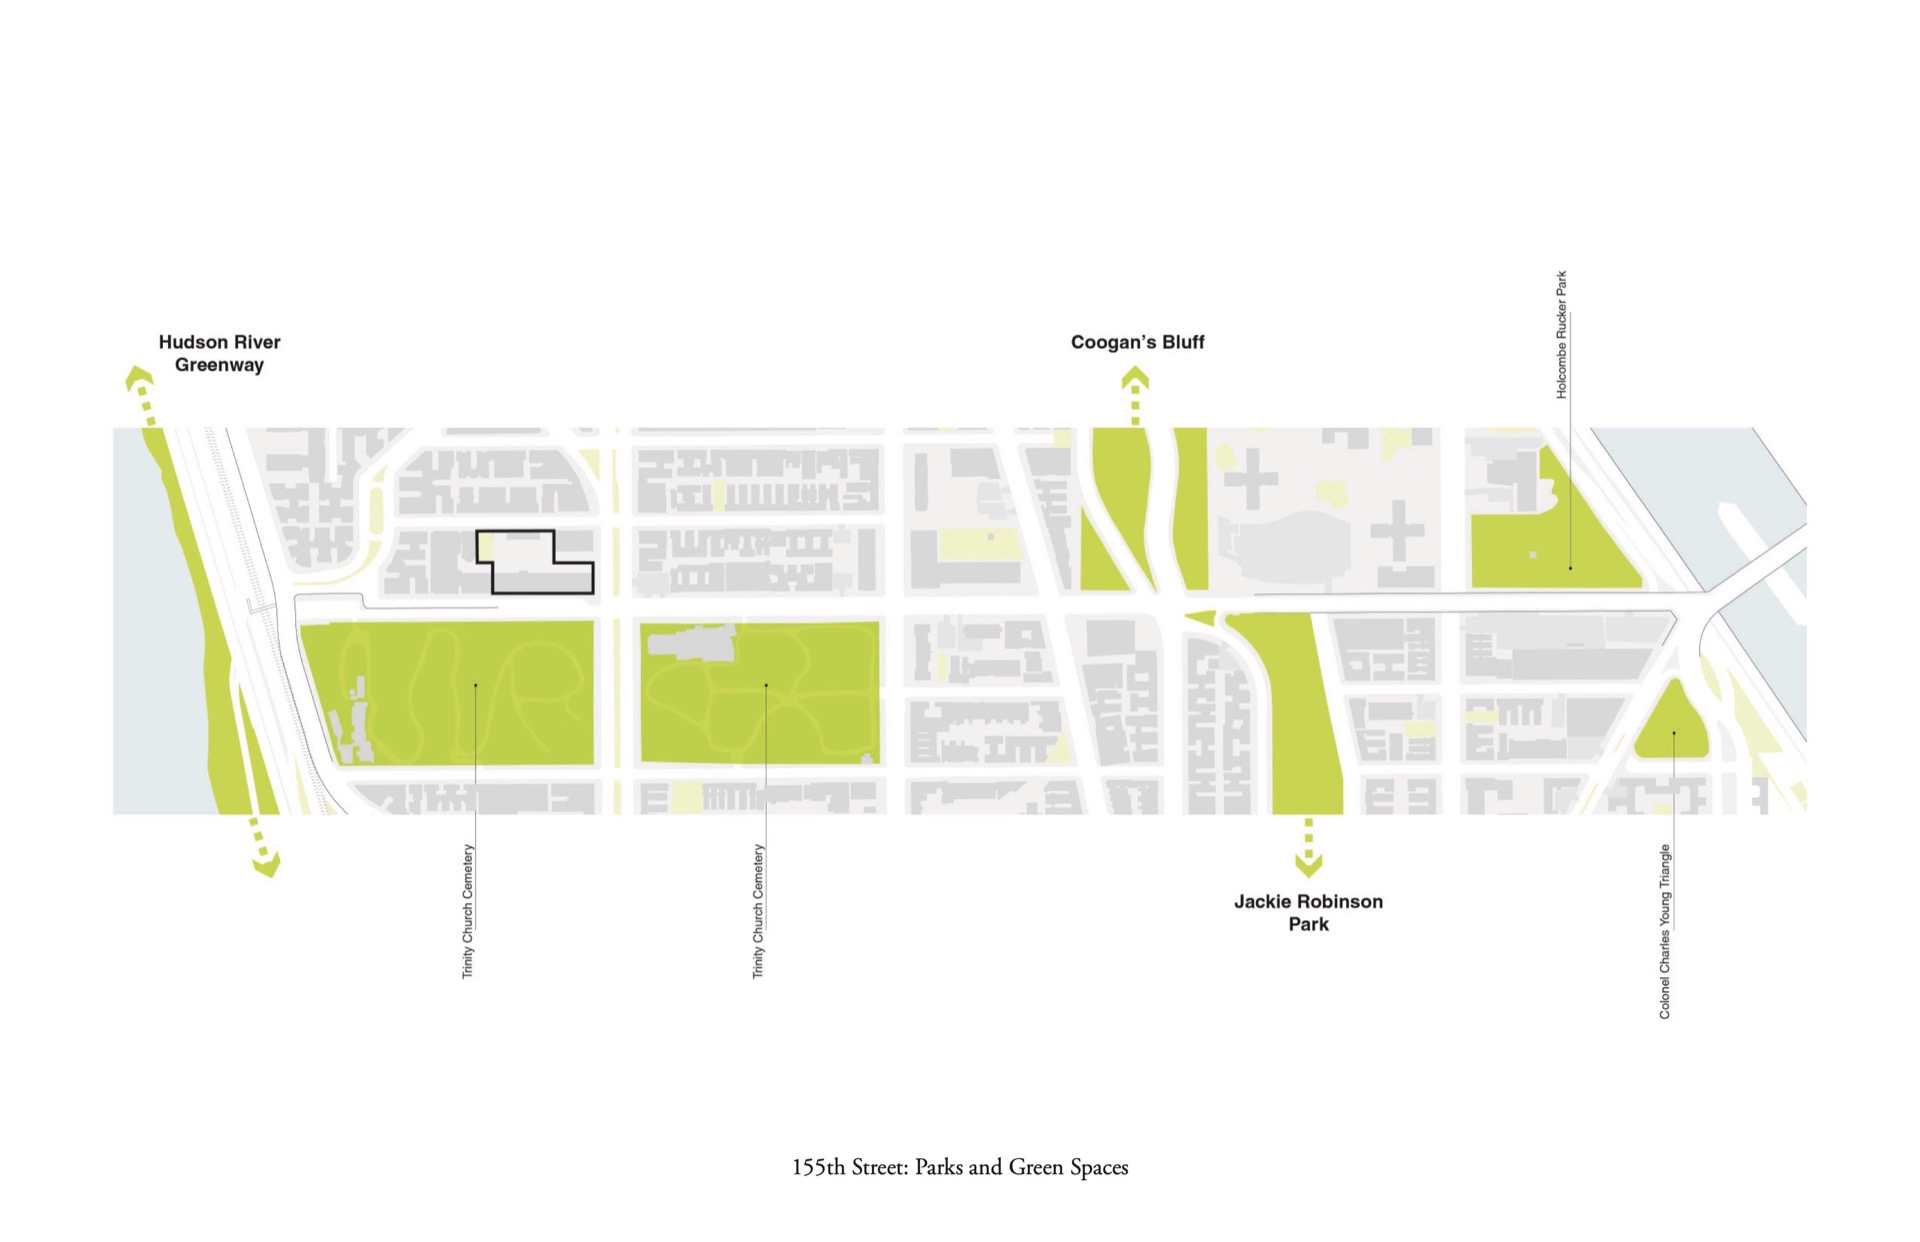 Holcombe Rucker Park
Hudson River
Greenway
Coogan’s Bluff
Trinity Church Cemetery
Trinity Church Cemetery
Jackie Robinson
Park
Colonel Charles Young Triangle
155th Street: Parks and Green Spaces